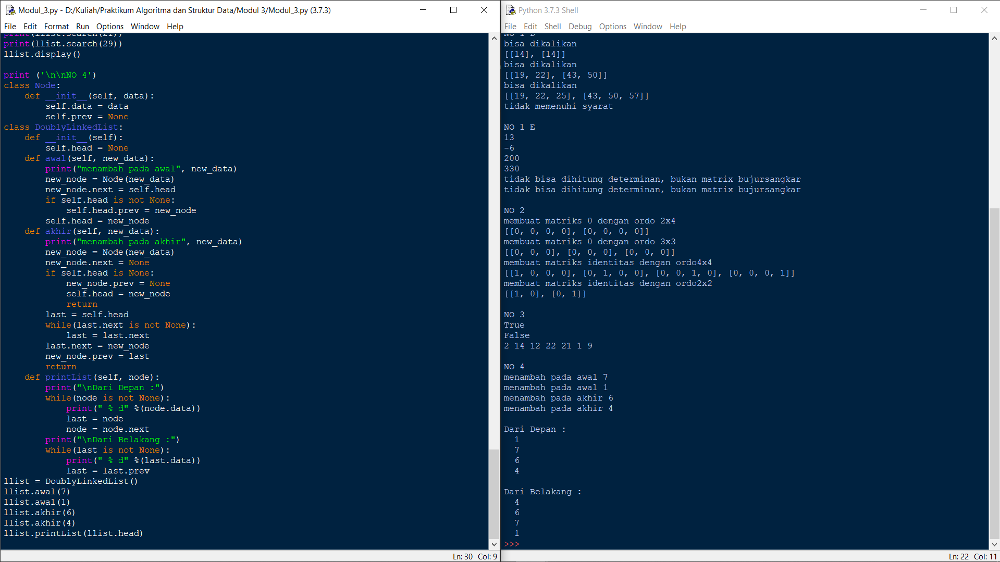 Modul_3.py - D:/Kuliah/Praktikum Algoritma dan Struktur Data/Modul 3/Modul_3.py (3.7.3)
File Edit Format Run Options Window Help
print(llist.search(21))
print(llist.search(29))
llist.display()

print ('\n\nNO 4')
class Node:
    def __init__(self, data):
        self.data = data
        self.prev = None
class DoublyLinkedList:
    def __init__(self):
        self.head = None
    def awal(self, new_data):
        print("menambah pada awal", new_data)
        new_node = Node(new_data)
        new_node.next = self.head
        if self.head is not None:
            self.head.prev = new_node
        self.head = new_node
    def akhir(self, new_data):
        print("menambah pada akhir", new_data)
        new_node = Node(new_data)
        new_node.next = None
        if self.head is None:
            new_node.prev = None
            self.head = new_node
            return
        last = self.head
        while(last.next is not None):
            last = last.next
        last.next = new_node
        new_node.prev = last
        return
    def printList(self, node):
        print("\nDari Depan :")
        while(node is not None):
            print(" % d" %(node.data))
            last = node
            node = node.next
        print("\nDari Belakang :")
        while(last is not None):
            print(" % d" %(last.data))
            last = last.prev
llist = DoublyLinkedList()
llist.awal(7)
llist.awal(1)
llist.akhir(6)
llist.akhir(4)
llist.printList(llist.head)
Ln: 30 Col: 9
Python 3.7.3 Shell
File Edit Shell Debug Options Window Help
NO 1 D
bisa dikalikan
[[14], [14]]
bisa dikalikan
[[19, 22], [43, 50]]
bisa dikalikan
[[19, 22, 25], [43, 50, 57]]
tidak memenuhi syarat

NO 1 E
13
-6
200
330
tidak bisa dihitung determinan, bukan matrix bujursangkar
tidak bisa dihitung determinan, bukan matrix bujursangkar

NO 2
membuat matriks 0 dengan ordo 2x4
[[0, 0, 0, 0], [0, 0, 0, 0]]
membuat matriks 0 dengan ordo 3x3
[[0, 0, 0], [0, 0, 0], [0, 0, 0]]
membuat matriks identitas dengan ordo4x4
[[1, 0, 0, 0], [0, 1, 0, 0], [0, 0, 1, 0], [0, 0, 0, 1]]
membuat matriks identitas dengan ordo2x2
[[1, 0], [0, 1]]

NO 3
True
False
2 14 12 22 21 1 9

NO 4
menambah pada awal 7
menambah pada awal 1
menambah pada akhir 6
menambah pada akhir 4

Dari Depan :
  1
  7
  6
  4

Dari Belakang :
  4
  6
  7
  1
>>>
Ln: 22 Col: 11